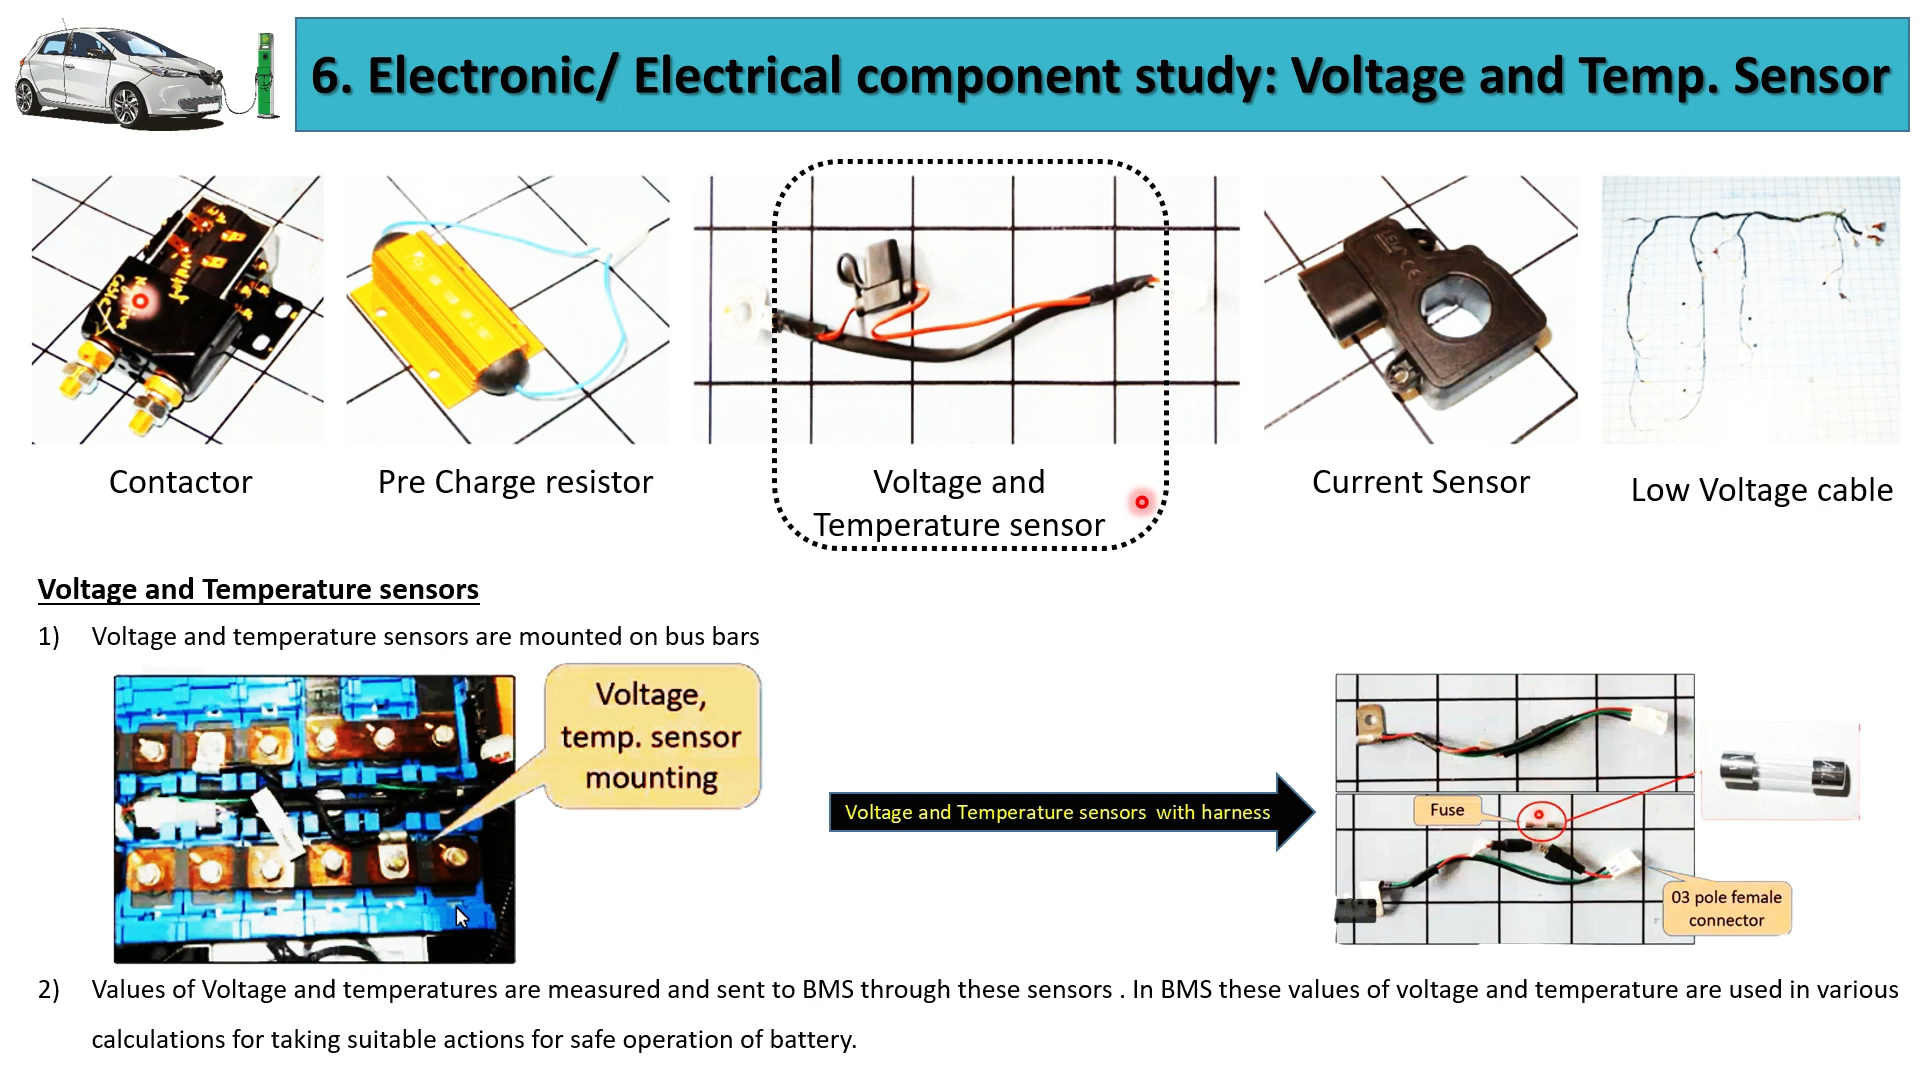 6. Electronic/ Electrical component study: Voltage and Temp. Sensor
Contactor
Pre Charge resistor
Voltage and
Temperature sensor
Current Sensor
Low Voltage cable
LEM
CE
Voltage and Temperature sensors
1) Voltage and temperature sensors are mounted on bus bars
Voltage,
temp. sensor
mounting
Voltage and Temperature sensors with harness
Fuse
03 pole female
connector
2) Values of Voltage and temperatures are measured and sent to BMS through these sensors . In BMS these values of voltage and temperature are used in various
calculations for taking suitable actions for safe operation of battery.